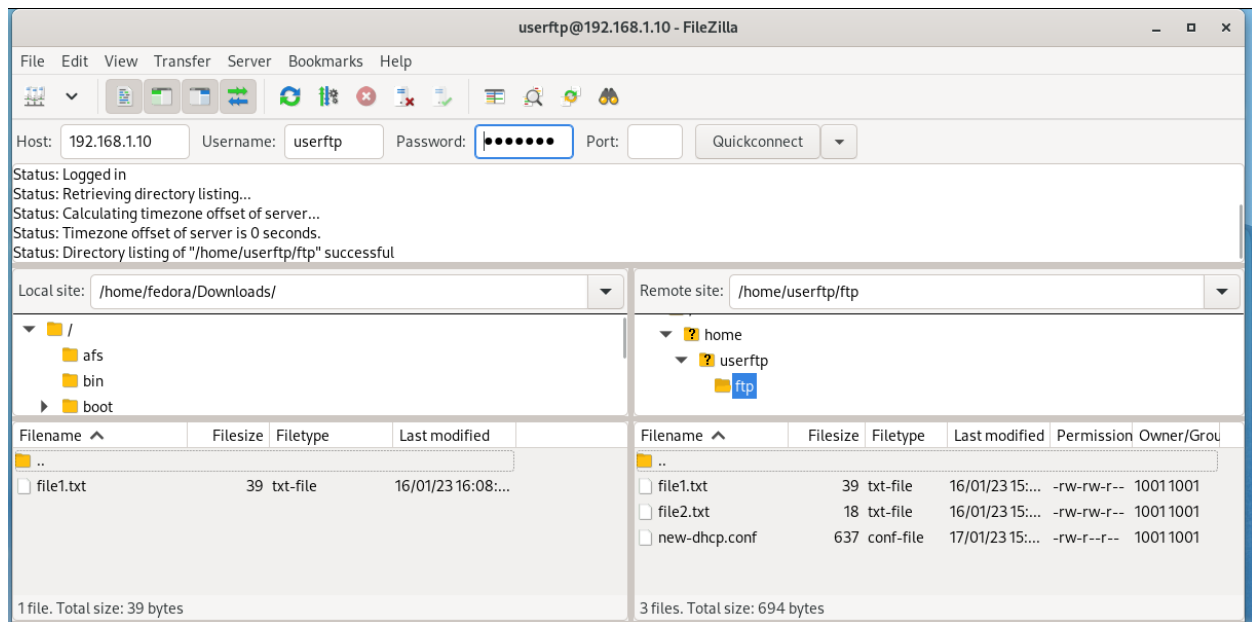 userftp@192.168.1.10 - FileZilla
File Edit View Transfer Server Bookmarks Help
Host: 192.168.1.10 Username: userftp Password: ●●●●●●● Port: Quickconnect
Status: Logged in
Status: Retrieving directory listing...
Status: Calculating timezone offset of server...
Status: Timezone offset of server is 0 seconds.
Status: Directory listing of "/home/userftp/ftp" successful
Local site: /home/fedora/Downloads/
/
afs
bin
boot
Filename Filesize Filetype Last modified
..
file1.txt 39 txt-file 16/01/23 16:08:...
1 file. Total size: 39 bytes
Remote site: /home/userftp/ftp
home
userftp
ftp
Filename Filesize Filetype Last modified Permission Owner/Grou
..
file1.txt 39 txt-file 16/01/23 15:... -rw-rw-r-- 1001 1001
file2.txt 18 txt-file 16/01/23 15:... -rw-rw-r-- 1001 1001
new-dhcp.conf 637 conf-file 17/01/23 15:... -rw-r--r-- 1001 1001
3 files. Total size: 694 bytes